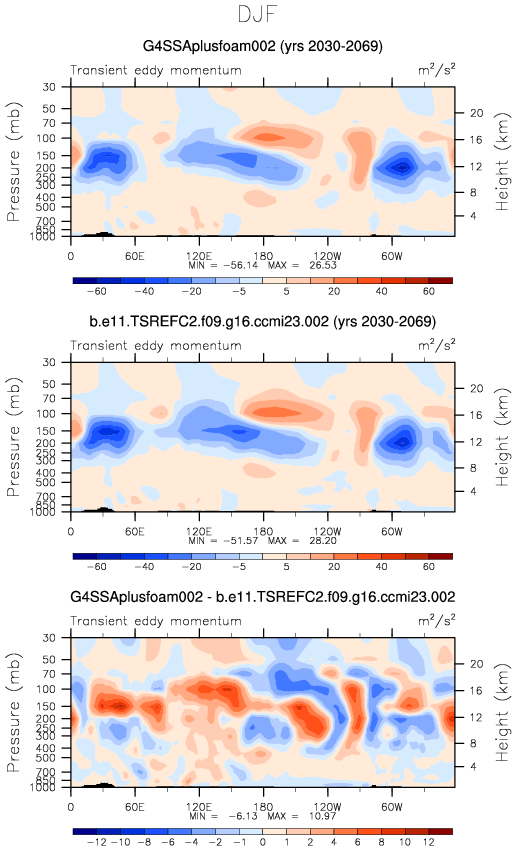 DJF
G4SSAplusfoam002 (yrs 2030-2069)
Transient eddy momentum m²/s²
Pressure (mb)
30
50
70
100
150
200
250
300
400
500
700
850
1000
Height (km)
20
16
12
8
4
0 60E 120E 180 120W 60W
MIN = -56.14 MAX = 26.53
-60 -40 -20 -5 5 20 40 60
b.e11.TSREFC2.f09.g16.ccmi23.002 (yrs 2030-2069)
Transient eddy momentum m²/s²
Pressure (mb)
30
50
70
100
150
200
250
300
400
500
700
850
1000
Height (km)
20
16
12
8
4
0 60E 120E 180 120W 60W
MIN = -51.57 MAX = 28.20
-60 -40 -20 -5 5 20 40 60
G4SSAplusfoam002 - b.e11.TSREFC2.f09.g16.ccmi23.002
Transient eddy momentum m²/s²
Pressure (mb)
30
50
70
100
150
200
250
300
400
500
700
850
1000
Height (km)
20
16
12
8
4
0 60E 120E 180 120W 60W
MIN = -6.13 MAX = 10.97
-12 -10 -8 -6 -4 -2 -1 0 1 2 4 6 8 10 12